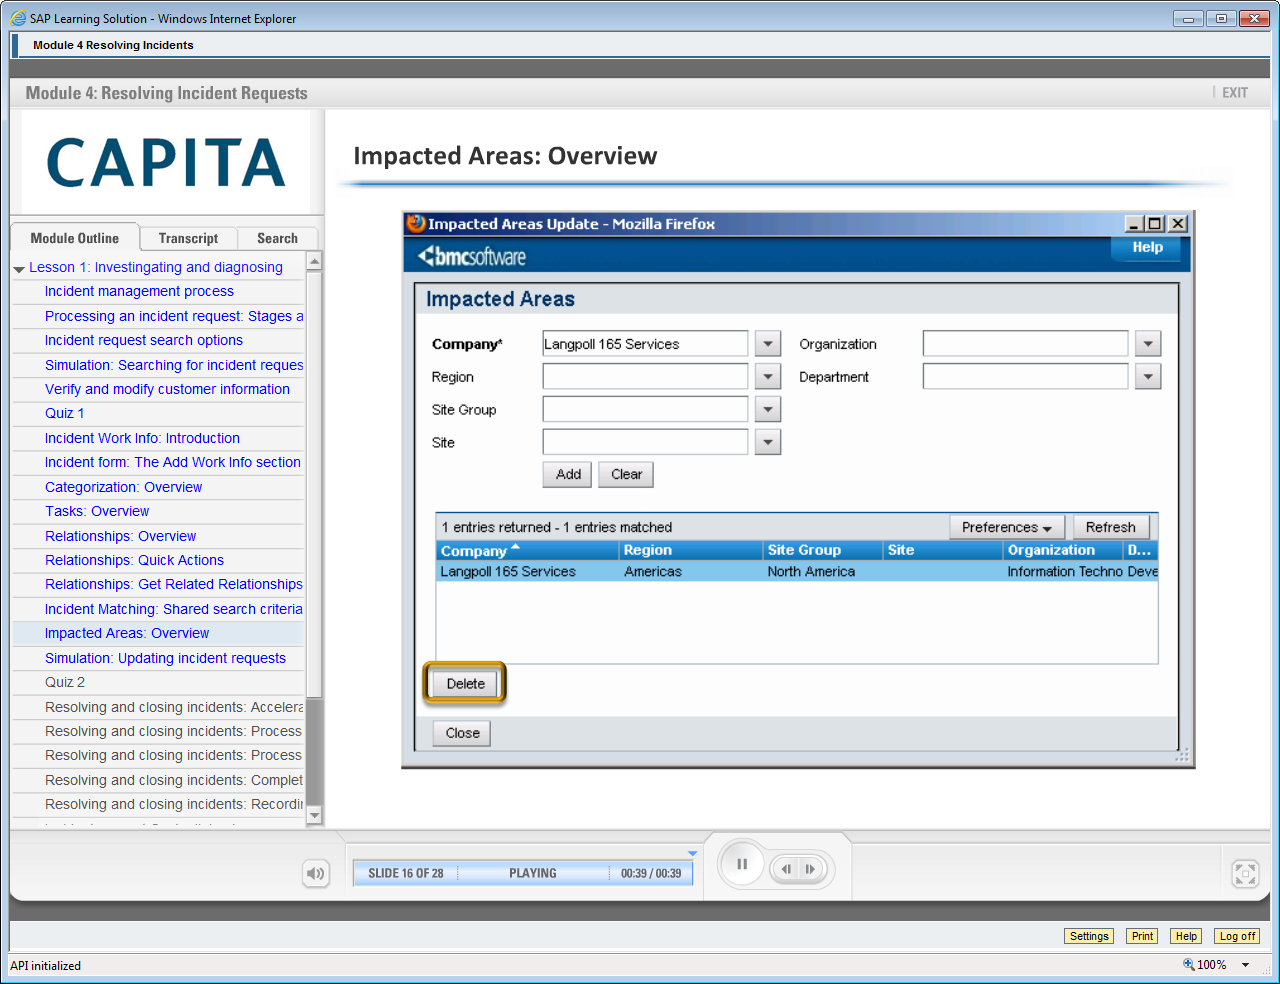 SAP Learning Solution - Windows Internet Explorer
Module 4 Resolving Incidents
Module 4: Resolving Incident Requests
EXIT
CAPITA
Module Outline
Transcript
Search
Lesson 1: Investingating and diagnosing
Incident management process
Processing an incident request: Stages a
Incident request search options
Simulation: Searching for incident reques
Verify and modify customer information
Quiz 1
Incident Work Info: Introduction
Incident form: The Add Work Info section
Categorization: Overview
Tasks: Overview
Relationships: Overview
Relationships: Quick Actions
Relationships: Get Related Relationships
Incident Matching: Shared search criteria
Impacted Areas: Overview
Simulation: Updating incident requests
Quiz 2
Resolving and closing incidents: Accelera
Resolving and closing incidents: Process
Resolving and closing incidents: Process
Resolving and closing incidents: Complet
Resolving and closing incidents: Recordin
Impacted Areas: Overview
Impacted Areas Update - Mozilla Firefox
bmcsoftware
Help
Impacted Areas
Company* Langpoll 165 Services Organization
Region Department
Site Group
Site
Add Clear
1 entries returned - 1 entries matched Preferences Refresh
Company Region Site Group Site Organization D...
Langpoll 165 Services Americas North America Information Techno Deve
Delete
Close
SLIDE 16 OF 28 PLAYING 00:39 / 00:39
Settings Print Help Log off
API initialized 100%